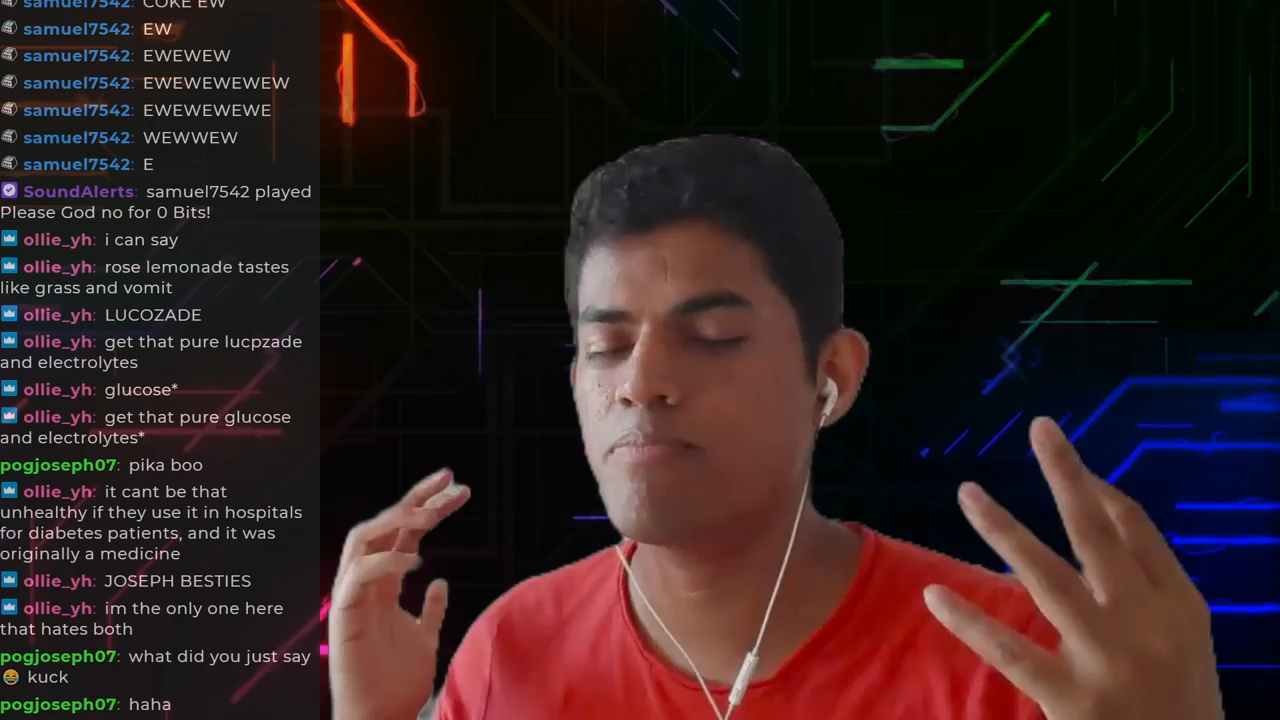 samuel7542: COKE EW
samuel7542: EW
samuel7542: EWEWEW
samuel7542: EWEWEWEWEW
samuel7542: EWEWEWEWE
samuel7542: WEWWEW
samuel7542: E
SoundAlerts: samuel7542 played
Please God no for 0 Bits!
ollie_yh: i can say
ollie_yh: rose lemonade tastes
like grass and vomit
ollie_yh: LUCOZADE
ollie_yh: get that pure lucpzade
and electrolytes
ollie_yh: glucose*
ollie_yh: get that pure glucose
and electrolytes*
pogjoseph07: pika boo
ollie_yh: it cant be that
unhealthy if they use it in hospitals
for diabetes patients, and it was
originally a medicine
ollie_yh: JOSEPH BESTIES
ollie_yh: im the only one here
that hates both
pogjoseph07: what did you just say
😂 kuck
pogjoseph07: haha